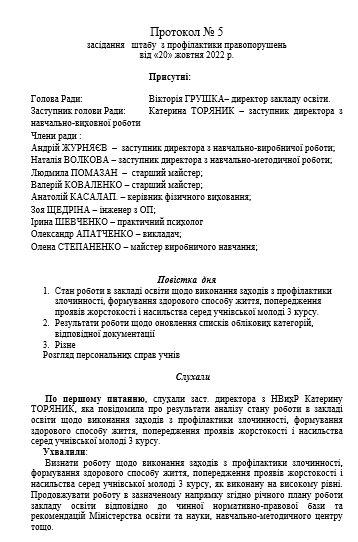 Протокол № 5
засідання штабу з профілактики правопорушень
від «20» жовтня 2022 р.
Присутні:
Голова Ради: Вікторія ГРУШКА– директор закладу освіти.
Заступник голови Ради: Катерина ТОРЯНИК – заступник директора з
навчально-виховної роботи
Члени ради :
Андрій ЖУРНЯЄВ – заступник директора з навчально-виробничої роботи;
Наталія ВОЛКОВА – заступник директора з навчально-методичної роботи;
Людмила ПОМАЗАН – старший майстер;
Валерій КОВАЛЕНКО – старший майстер;
Анатолій КАСАЛАП. – керівник фізичного виховання;
Зоя ЩЕДРІНА – інженер з ОП;
Ірина ШЕВЧЕНКО – практичний психолог
Олександр АПАТЧЕНКО – викладач;
Олена СТЕПАНЕНКО – майстер виробничого навчання;
Повістка дня
1. Стан роботи в закладі освіти щодо виконання заходів з профілактики
злочинності, формування здорового способу життя, попередження
проявів жорстокості і насильства серед учнівської молоді 3 курсу.
2. Результати роботи щодо оновлення списків облікових категорій,
відповідної документації
3. Різне
Розгляд персональних справ учнів
Слухали
По першому питанню, слухали заст. директора з НВихР Катерину
ТОРЯНИК, яка повідомила про результати аналізу стану роботи в закладі
освіти щодо виконання заходів з профілактики злочинності, формування
здорового способу життя, попередження проявів жорстокості і насильства
серед учнівської молоді 3 курсу.
Ухвалили:
Визнати роботу щодо виконання заходів з профілактики злочинності,
формування здорового способу життя, попередження проявів жорстокості і
насильства серед учнівської молоді 3 курсу, як виконану на високому рівні.
Продовжувати роботу в зазначеному напрямку згідно річного плану роботи
закладу освіти відповідно до чинної нормативно-правової бази та
рекомендацій Міністерства освіти та науки, навчально-методичного центру
тощо.